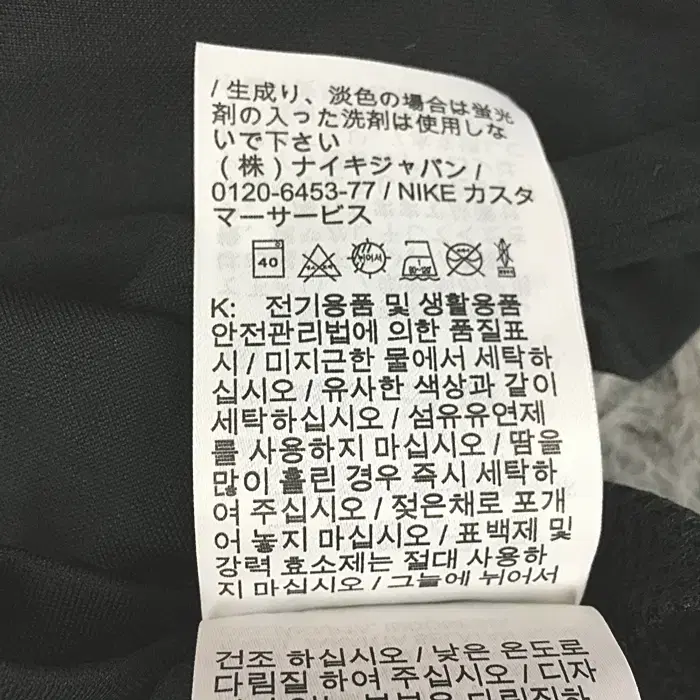 / 生成り、淡色の場合は蛍光
剤の入った洗剤は使用しな
いで下さい
(株)ナイキジャパン /
0120-6453-77 / NIKE カスタ
マーサービス
40 뉘어서 80~120
K: 전기용품 및 생활용품
안전관리법에 의한 품질표
시 / 미지근한 물에서 세탁하
십시오 / 유사한 색상과 같이
세탁하십시오 / 섬유유연제
를 사용하지 마십시오 / 땀을
많이 흘린 경우 즉시 세탁하
여 주십시오 / 젖은채로 포개
어 놓지 마십시오 / 표백제 및
강력 효소제는 절대 사용하
지 마십시오 / 그늘에 뉘어서
건조 하십시오 / 낮은 온도로
다림질 하여 주십시오 / 디자